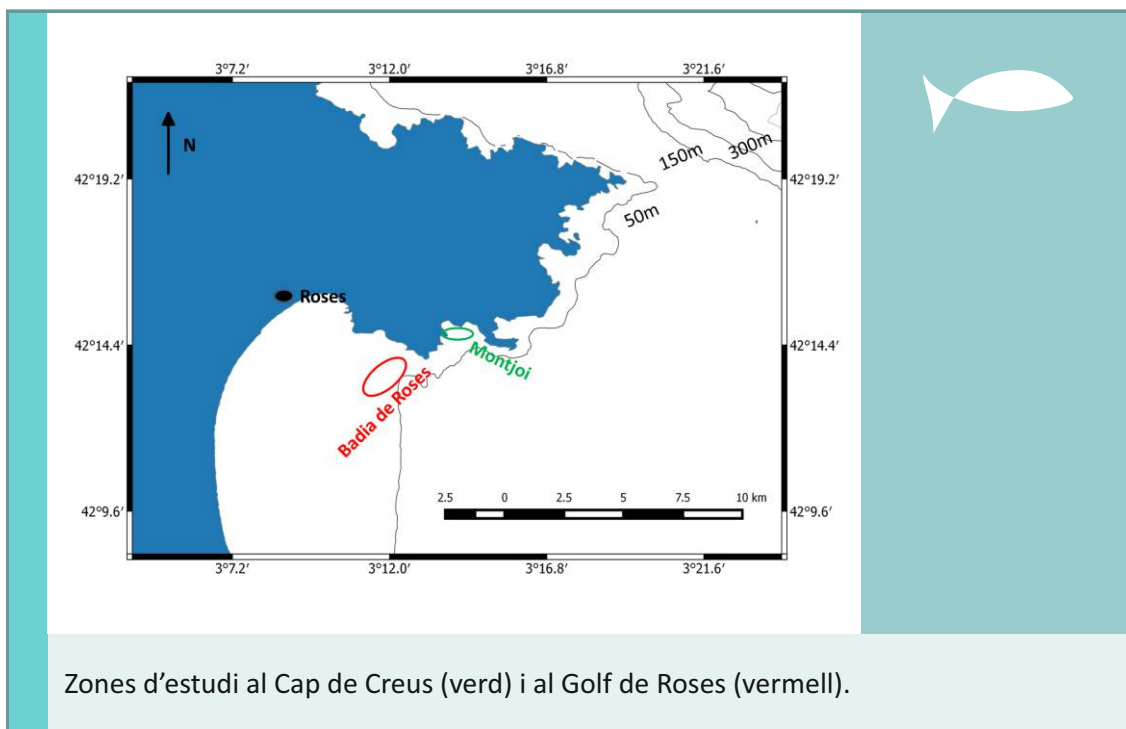 3°7.2′ 3°12.0′ 3°16.8′ 3°21.6′
N
150m
300m
42°19.2′ 42°19.2′
50m
Roses
42°14.4′ 42°14.4′
Montjoi
Badia de Roses
2.5 0 2.5 5 7.5 10 km
42°9.6′ 42°9.6′
3°7.2′ 3°12.0′ 3°16.8′ 3°21.6′
Zones d’estudi al Cap de Creus (verd) i al Golf de Roses (vermell).